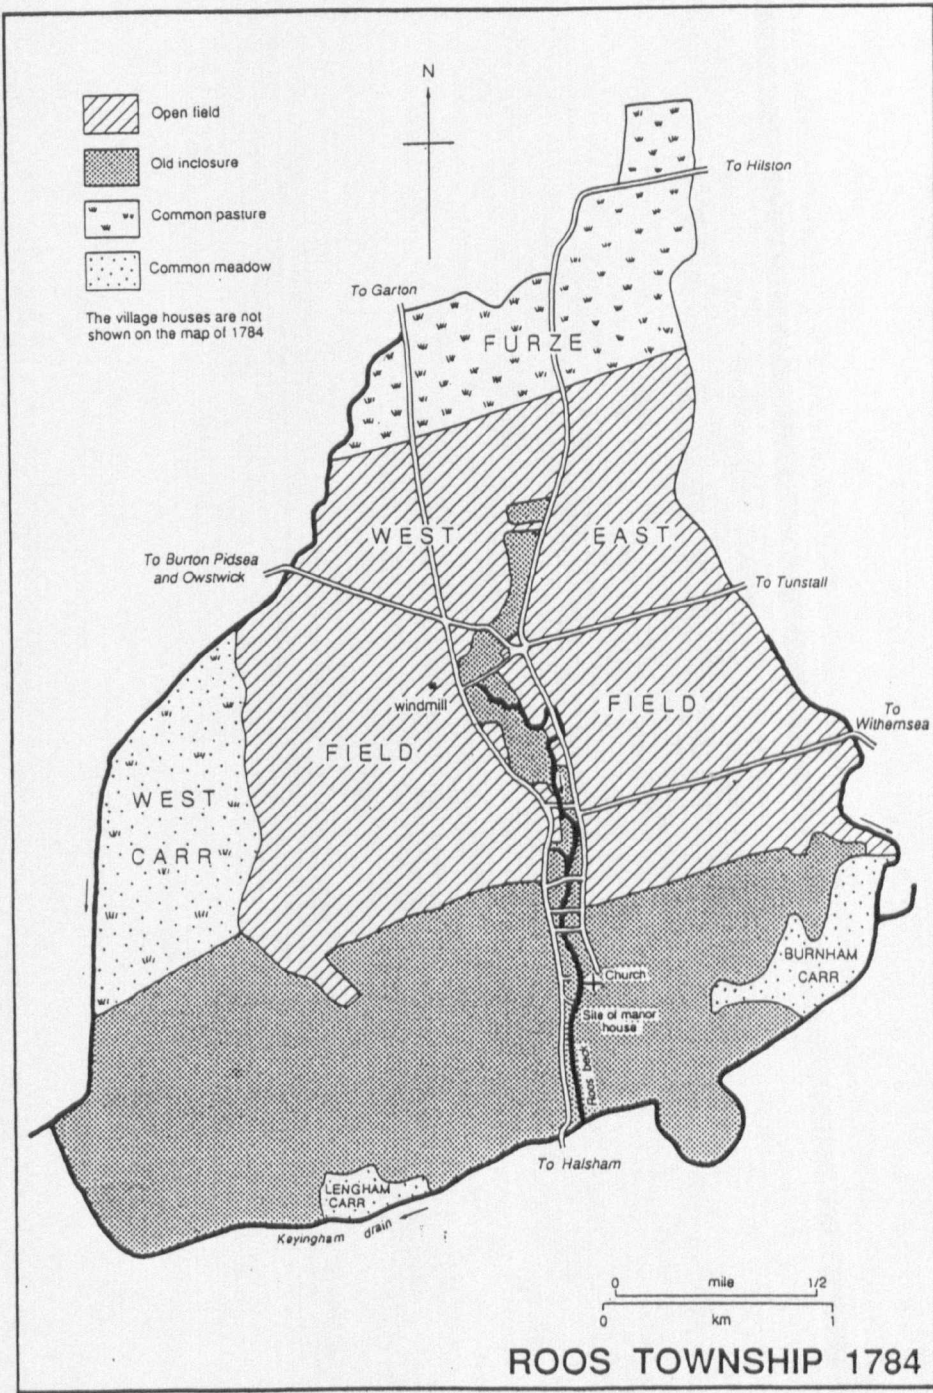 N
Open field
Old inclosure
Common pasture
Common meadow
The village houses are not
shown on the map of 1784
To Hilston
To Garton
FURZE
WEST
EAST
To Burton Pidsea
and Owstwick
To Tunstall
windmill
FIELD
FIELD
To
Withernsea
WEST
CARR
BURNHAM
CARR
Church
Site of manor
house
Roos beck
To Halsham
LENGHAM
CARR
Keyingham drain
0 mile 1/2
0 km 1
ROOS TOWNSHIP 1784